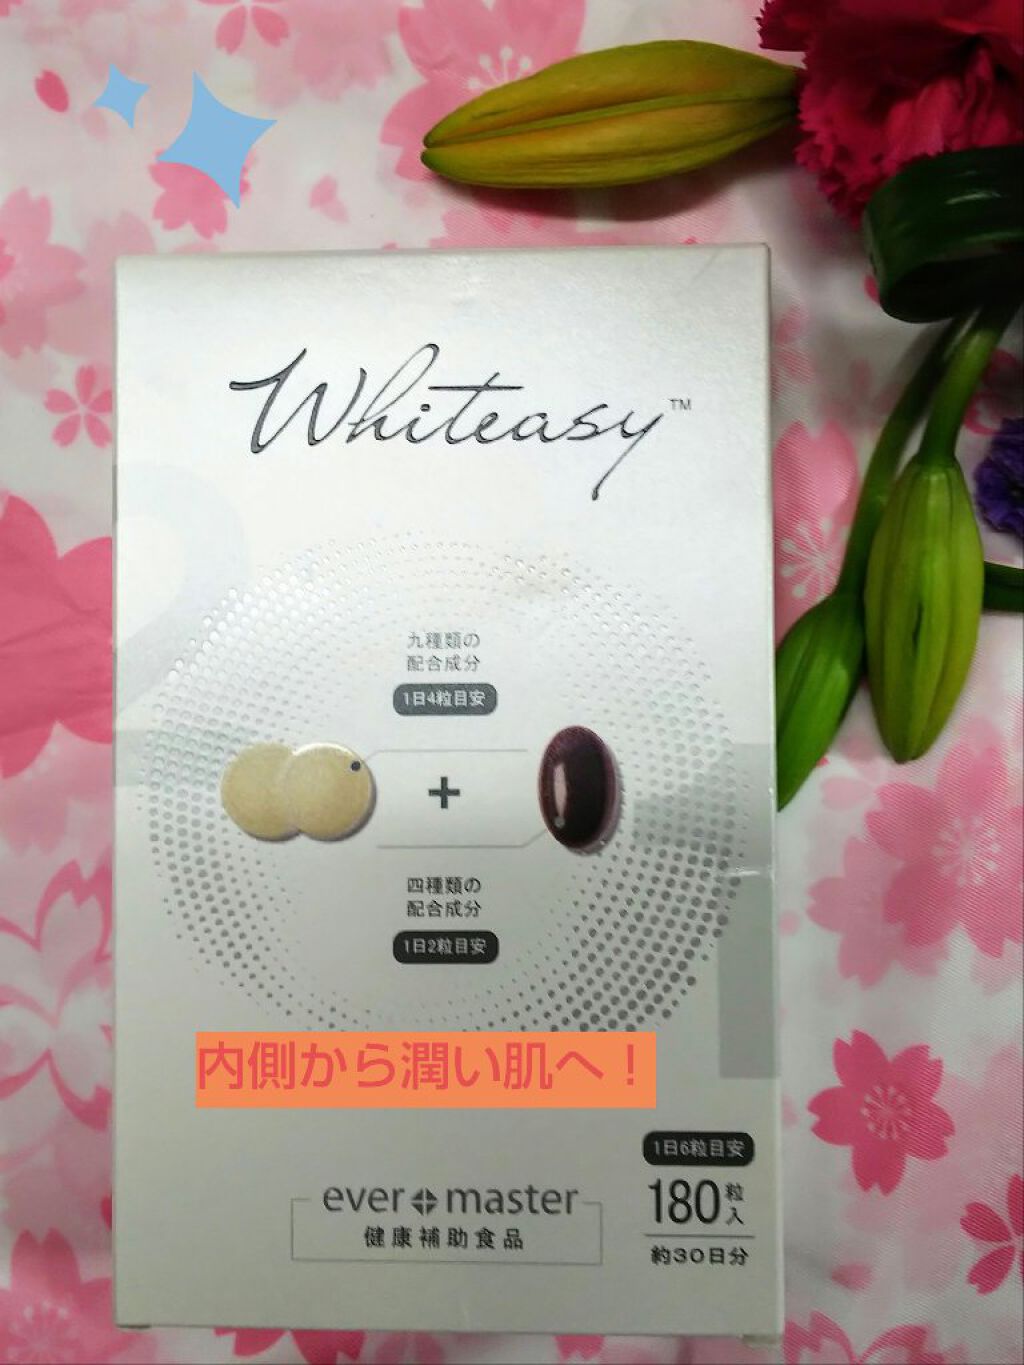 Whiteasy™
九種類の
配合成分
1日4粒目安
+
四種類の
配合成分
1日2粒目安
内側から潤い肌へ！
1日6粒目安
180粒入
約30日分
ever master
健康補助食品